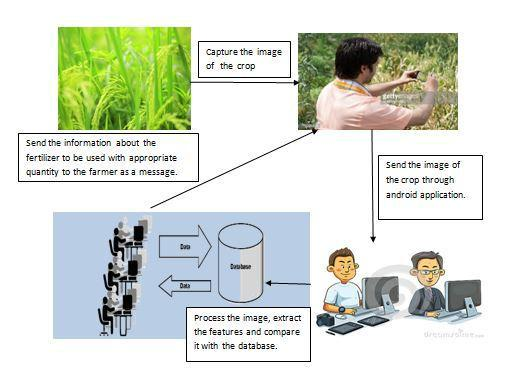 Capture the image
of the crop
gettyimages
Send the information about the
fertilizer to be used with appropriate
quantity to the farmer as a message.
Send the image of
the crop through
android application.
Data
Database
Data
Process the image, extract
the features and compare
it with the database.
dreamstime